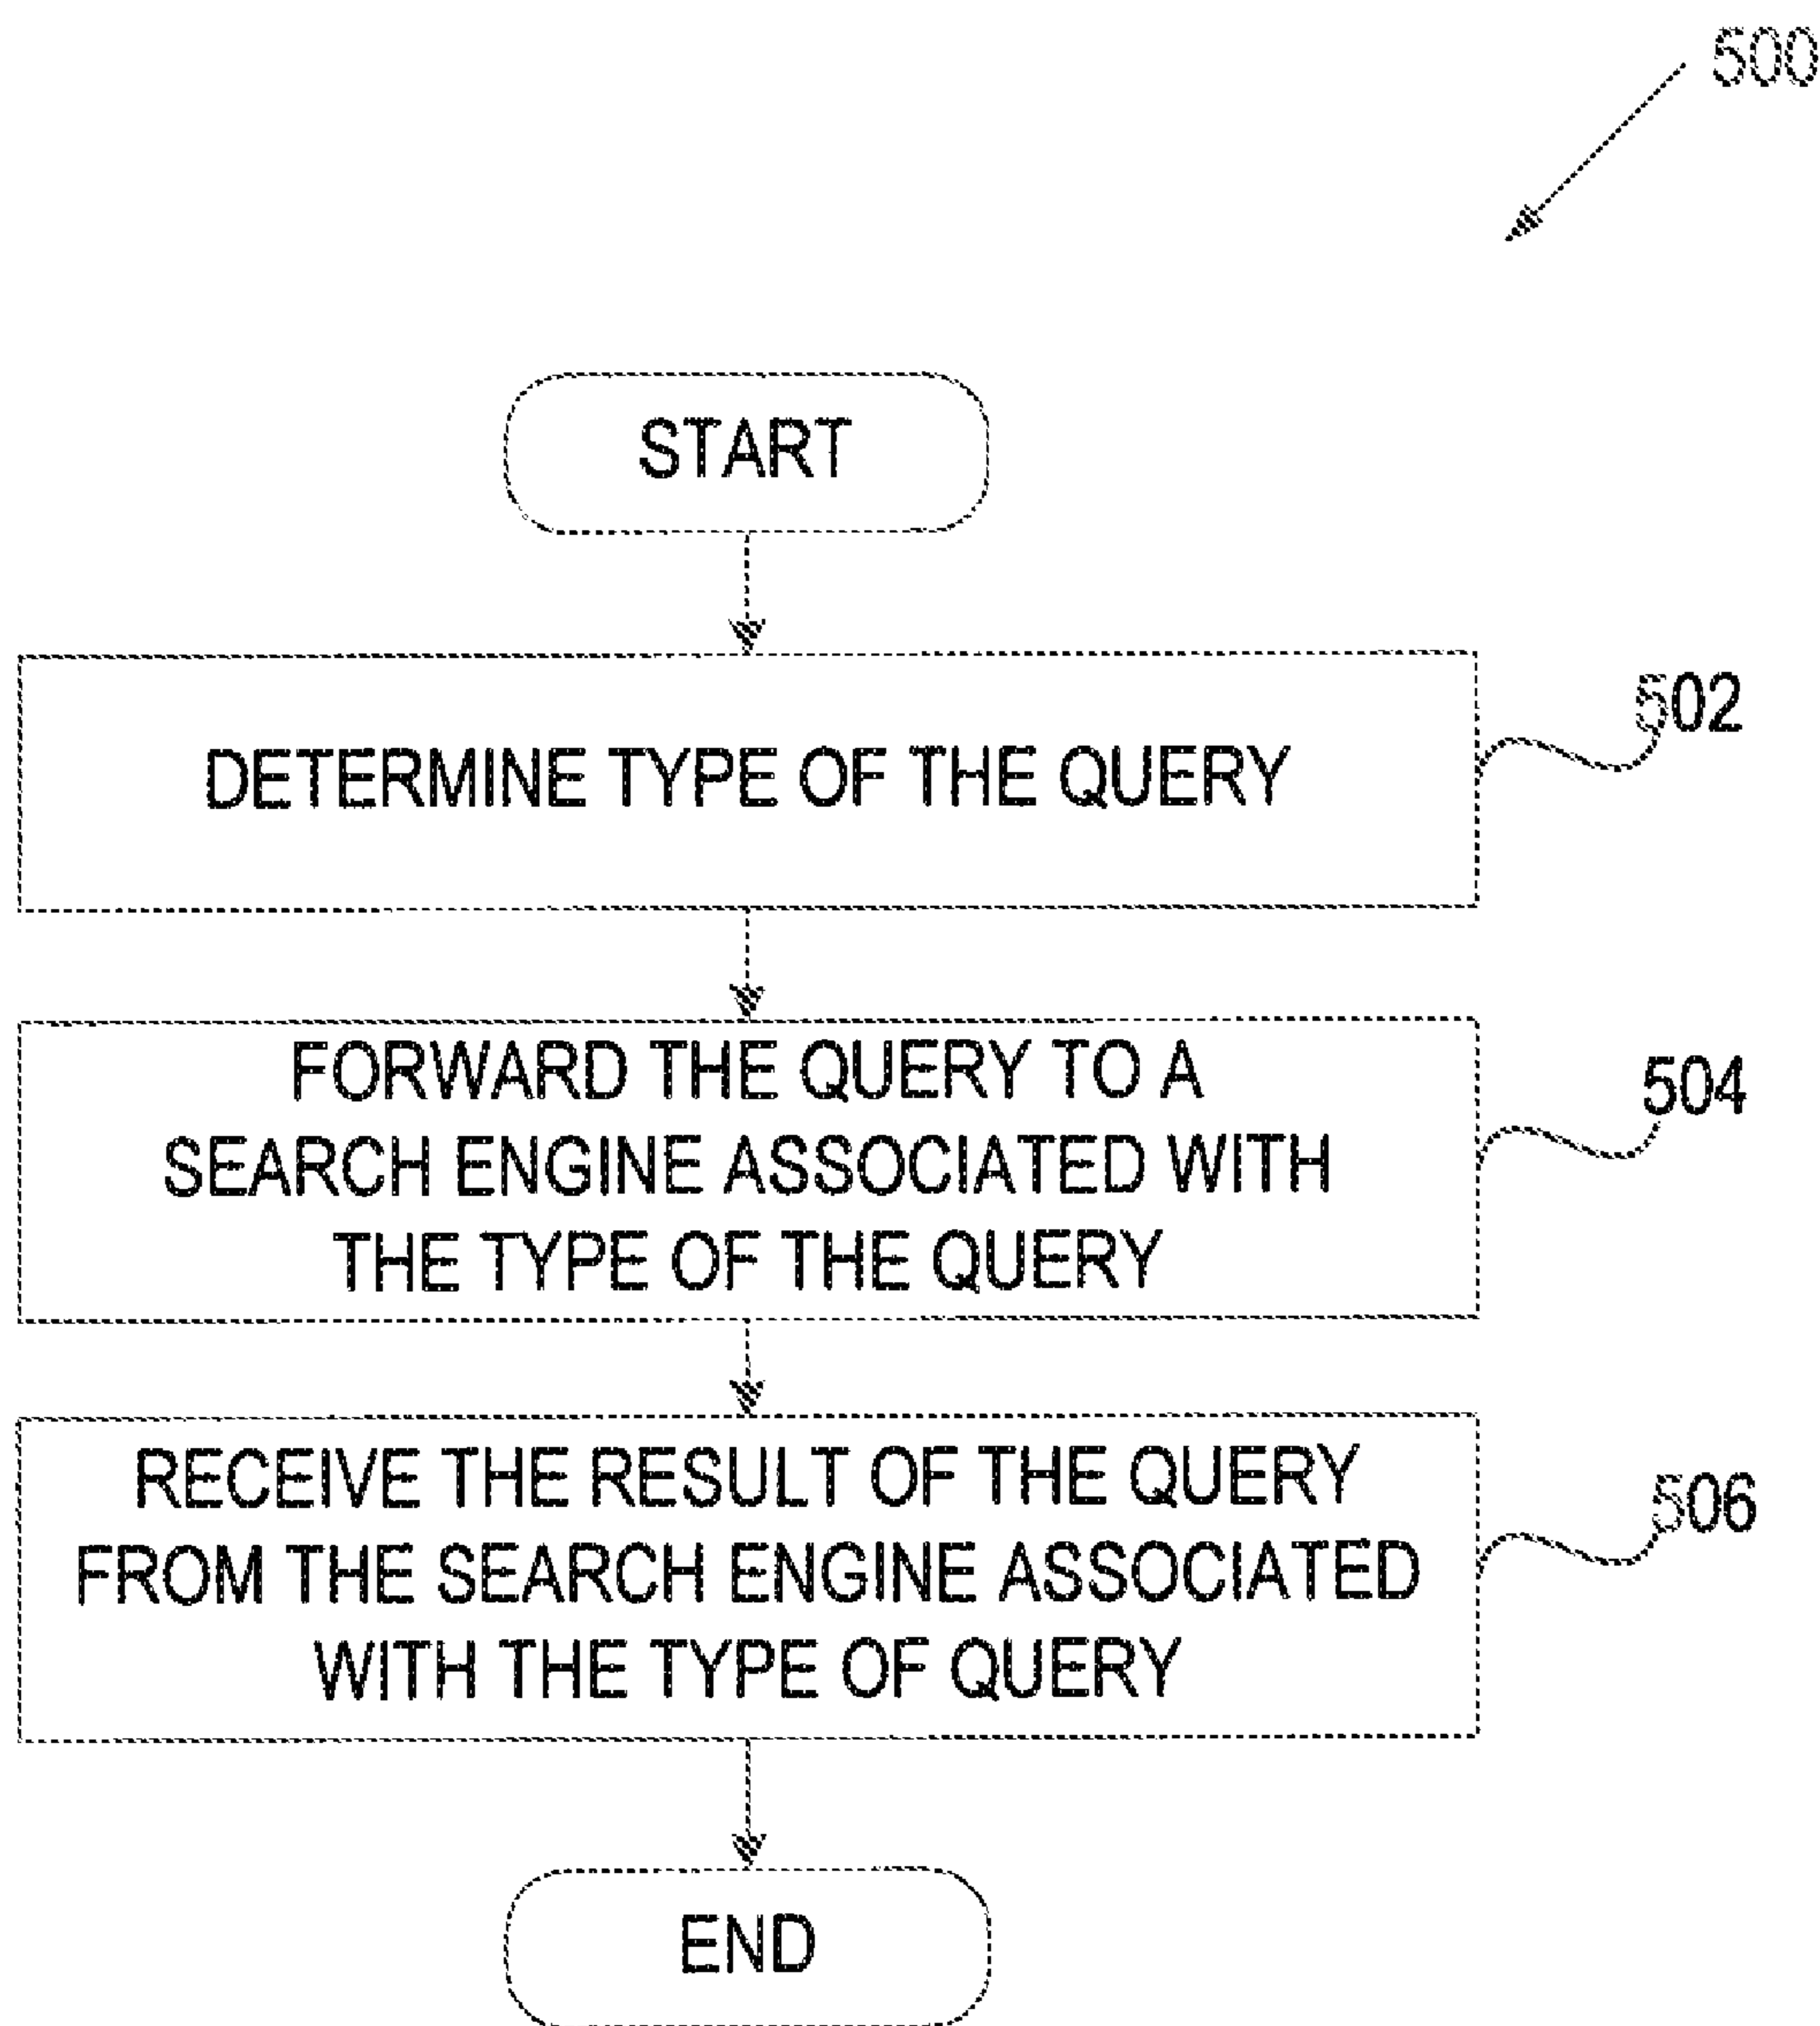 500
START
DETERMINE TYPE OF THE QUERY
502
FORWARD THE QUERY TO A
SEARCH ENGINE ASSOCIATED WITH
THE TYPE OF THE QUERY
504
RECEIVE THE RESULT OF THE QUERY
FROM THE SEARCH ENGINE ASSOCIATED
WITH THE TYPE OF QUERY
506
END